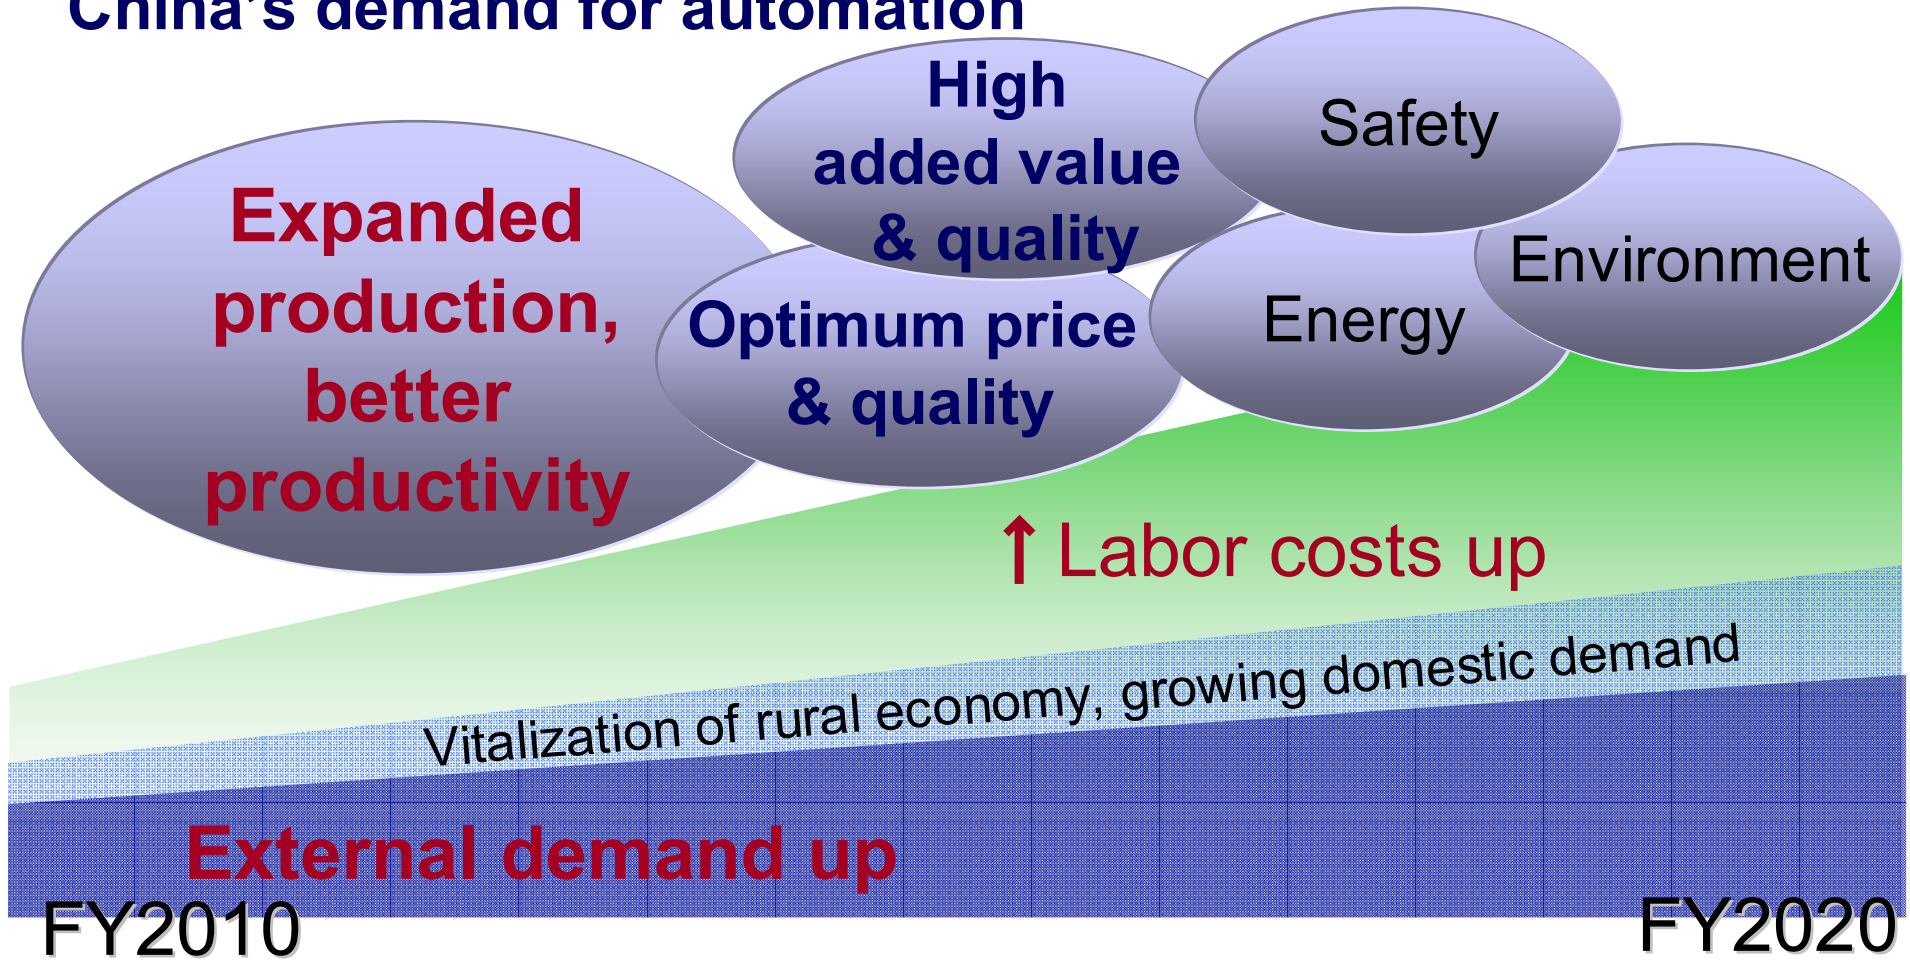 China's demand for automation
Expanded
production,
better
productivity
High
added value
& quality
Optimum price
& quality
Safety
Energy
Environment
↑ Labor costs up
Vitalization of rural economy, growing domestic demand
External demand up
FY2010
FY2020